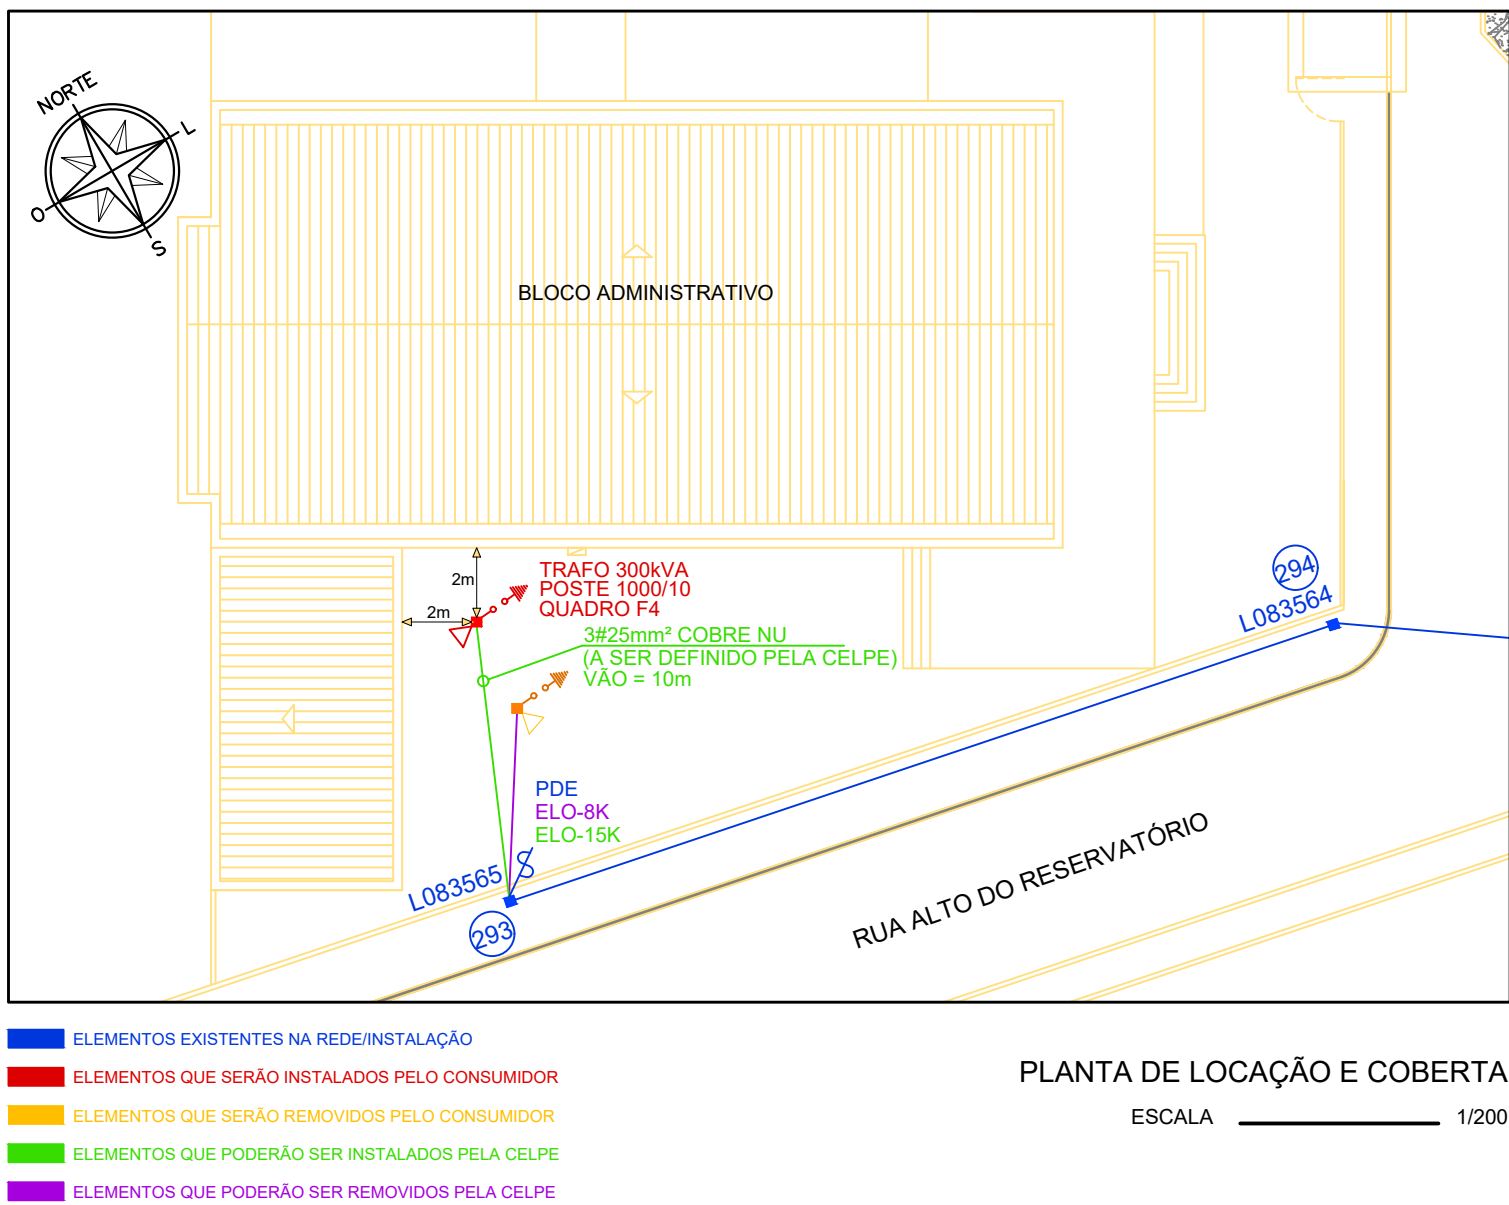 NORTE
L
O
S
BLOCO ADMINISTRATIVO
2m
2m
TRAFO 300kVA
POSTE 1000/10
QUADRO F4
3#25mm² COBRE NU
(A SER DEFINIDO PELA CELPE)
VÃO = 10m
294
L083564
PDE
ELO-8K
ELO-15K
L083565
293
RUA ALTO DO RESERVATÓRIO
ELEMENTOS EXISTENTES NA REDE/INSTALAÇÃO
ELEMENTOS QUE SERÃO INSTALADOS PELO CONSUMIDOR
ELEMENTOS QUE SERÃO REMOVIDOS PELO CONSUMIDOR
ELEMENTOS QUE PODERÃO SER INSTALADOS PELA CELPE
ELEMENTOS QUE PODERÃO SER REMOVIDOS PELA CELPE
PLANTA DE LOCAÇÃO E COBERTA
ESCALA 1/200